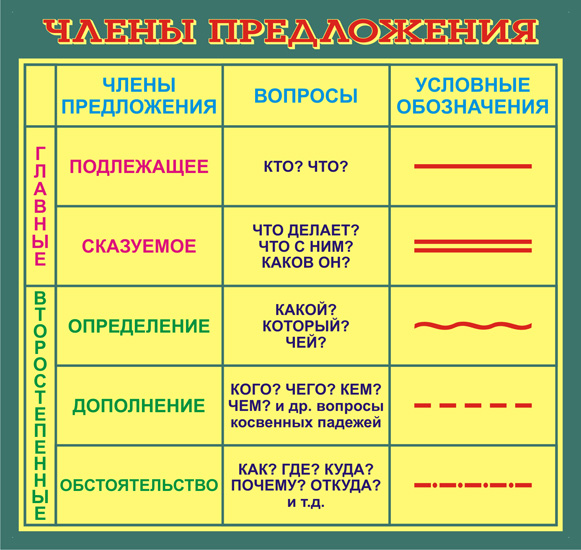 ЧЛЕНЫ ПРЕДЛОЖЕНИЯ
ЧЛЕНЫ
ПРЕДЛОЖЕНИЯ
ВОПРОСЫ
УСЛОВНЫЕ
ОБОЗНАЧЕНИЯ
ГЛАВНЫЕ
ПОДЛЕЖАЩЕЕ
КТО? ЧТО?
СКАЗУЕМОЕ
ЧТО ДЕЛАЕТ?
ЧТО С НИМ?
КАКОВ ОН?
ВТОРОСТЕПЕННЫЕ
ОПРЕДЕЛЕНИЕ
КАКОЙ?
КОТОРЫЙ?
ЧЕЙ?
ДОПОЛНЕНИЕ
КОГО? ЧЕГО? КЕМ?
ЧЕМ? и др. вопросы
косвенных падежей
ОБСТОЯТЕЛЬСТВО
КАК? ГДЕ? КУДА?
ПОЧЕМУ? ОТКУДА?
и т.д.